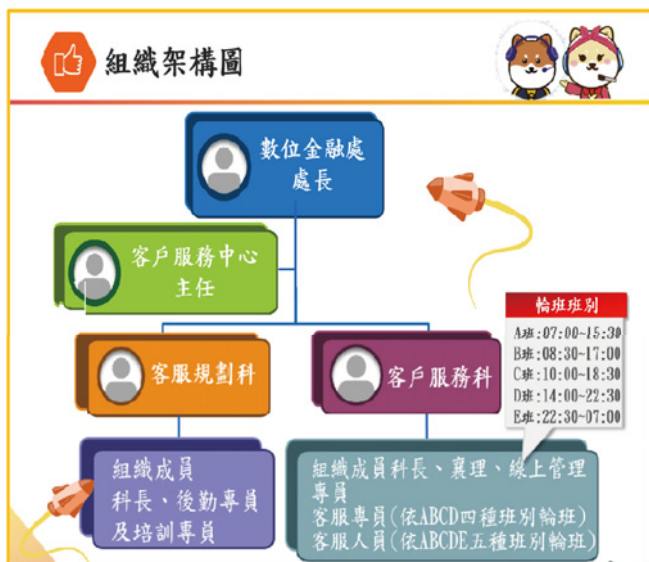 組織架構圖
數位金融處
處長
客戶服務中心
主任
客服規劃科
客戶服務科
輪班班別
A班:07:00~15:30
B班:08:30~17:00
C班:10:00~18:30
D班:14:00~22:30
E班:22:30~07:00
組織成員
科長、後勤專員
及培訓專員
組織成員科長、襄理、線上管理
專員
客服專員(依ABCD四種班別輪班)
客服人員(依ABCDE五種班別輪班)